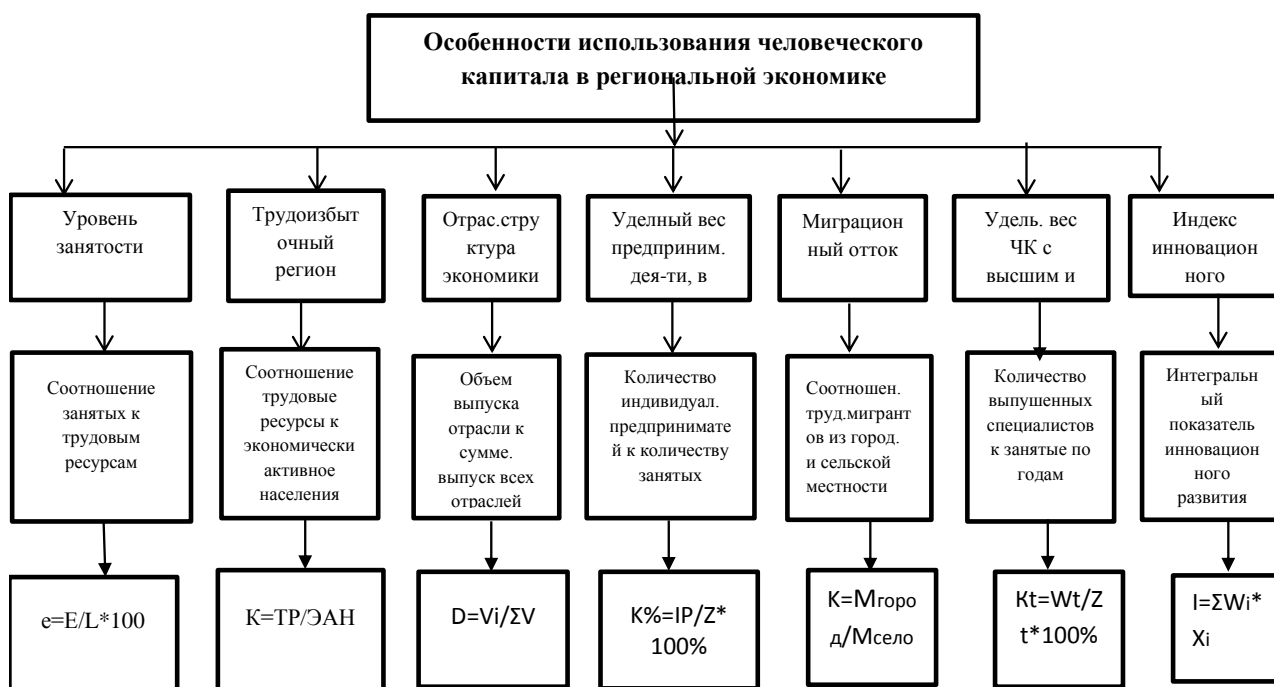 Особенности использования человеческого
капитала в региональной экономике
Уровень
занятости
Трудоизбыт
очный
регион
Отрас.стру
ктура
экономики
Уделный вес
предприним.
дея-ти, в
Миграцион
ный отток
Удель. вес
ЧК с
высшим и
Индекс
инновацион
ного
Соотношение
занятых к
трудовым
ресурсам
Соотношение
трудовые
ресурсы к
экономически
активное
населения
Объем
выпуска
отрасли к
сумме.
выпуск всех
отраслей
Количество
индивидуал.
предпринимате
й к количеству
занятых
Соотношен.
труд.мигрант
ов из город.
и сельской
местности
Количество
выпушенных
специалистов
к занятые по
годам
Интегральн
ый
показатель
инновацион
ного
развития
e=E/L*100
К=ТР/ЭАН
D=Vi/ΣV
K%=IP/Z*
100%
K=Mгоро
д/Mсело
Kt=Wt/Z
t*100%
I=ΣWi*
Xi